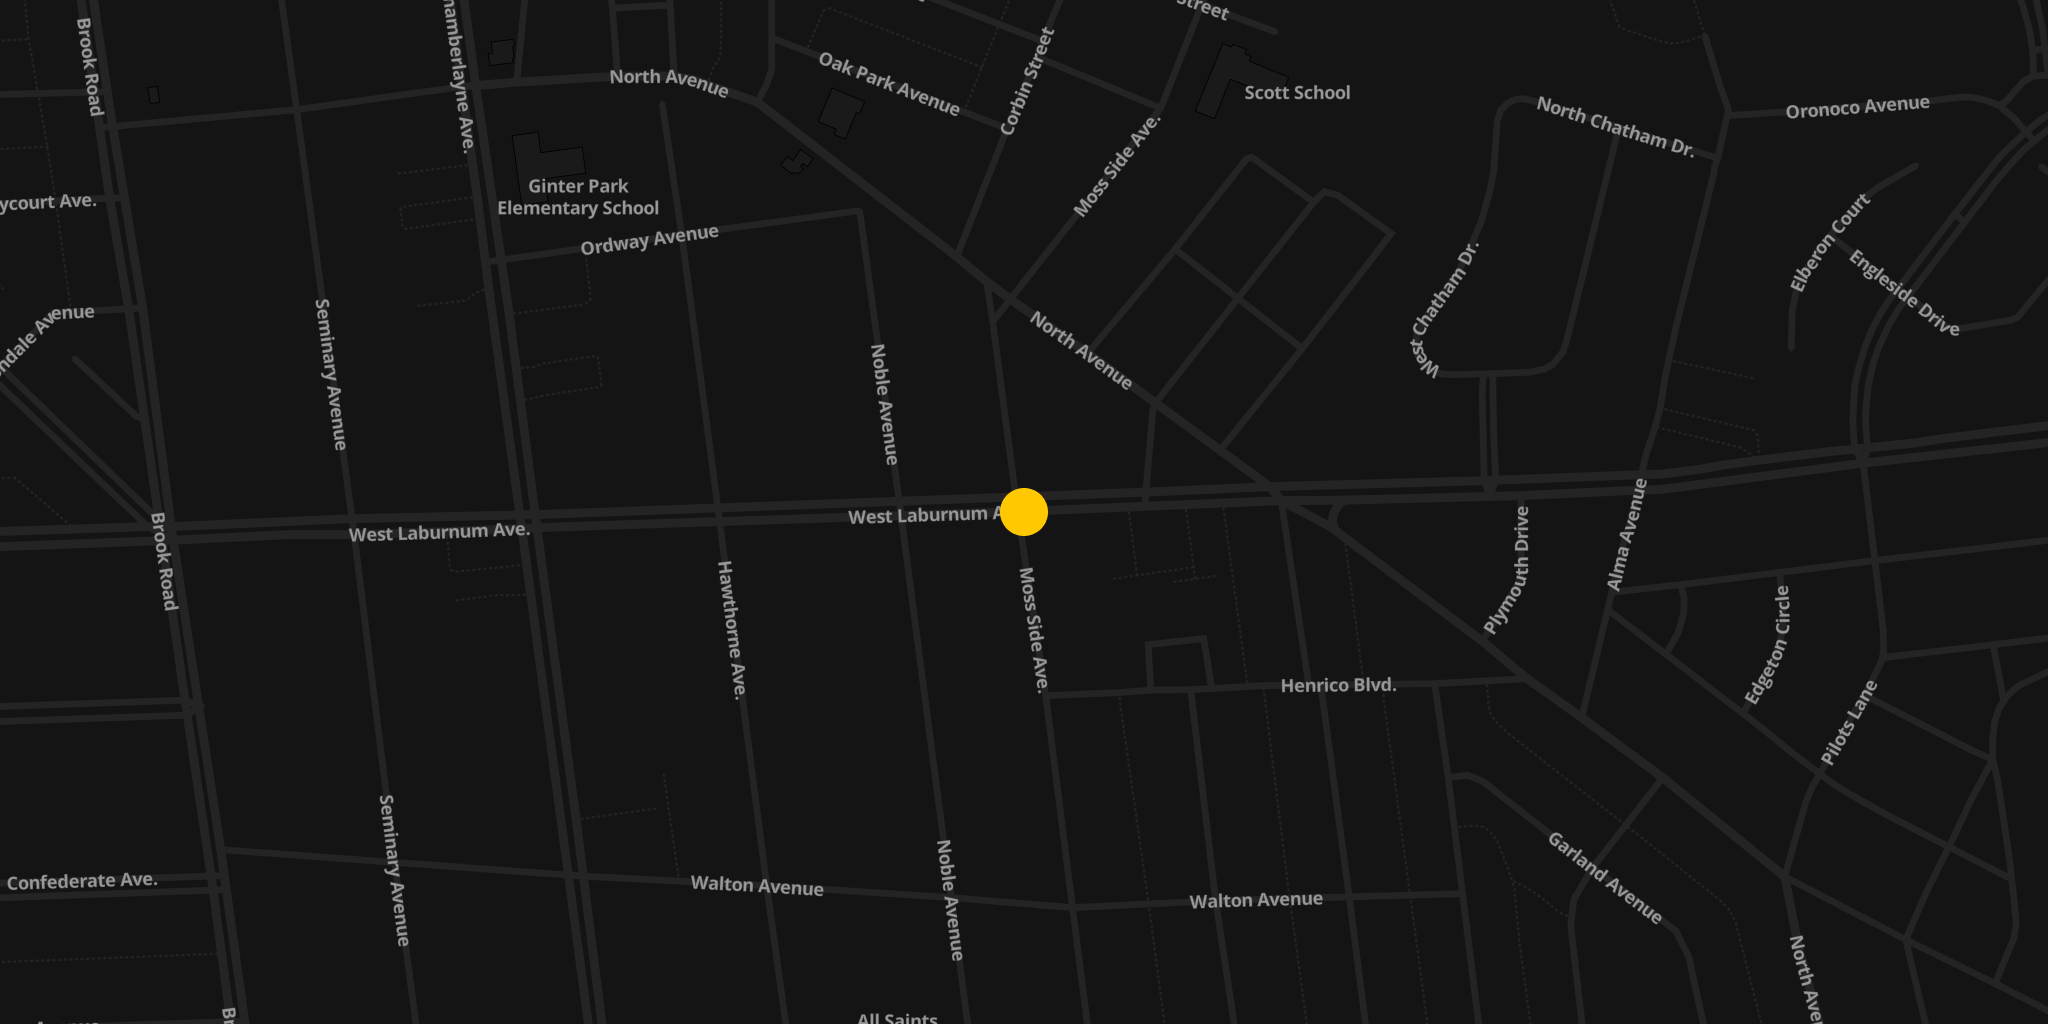 Street
Brook Road
hamberlayne Ave.
North Avenue
Oak Park Avenue
Corbin Street
Scott School
Moss Side Ave.
North Chatham Dr.
Oronoco Avenue
Ginter Park
Elementary School
ycourt Ave.
Ordway Avenue
Elberon Court
Engleside Drive
West Chatham Dr.
ndale Avenue
Seminary Avenue
Noble Avenue
North Avenue
West Laburnum Ave.
West Laburnum A
Brook Road
Hawthorne Ave.
Moss Side Ave.
Plymouth Drive
Alma Avenue
Edgeton Circle
Henrico Blvd.
Pilots Lane
Seminary Avenue
Noble Avenue
Garland Avenue
Confederate Ave.
Walton Avenue
Walton Avenue
North Aven
Br
All Saints